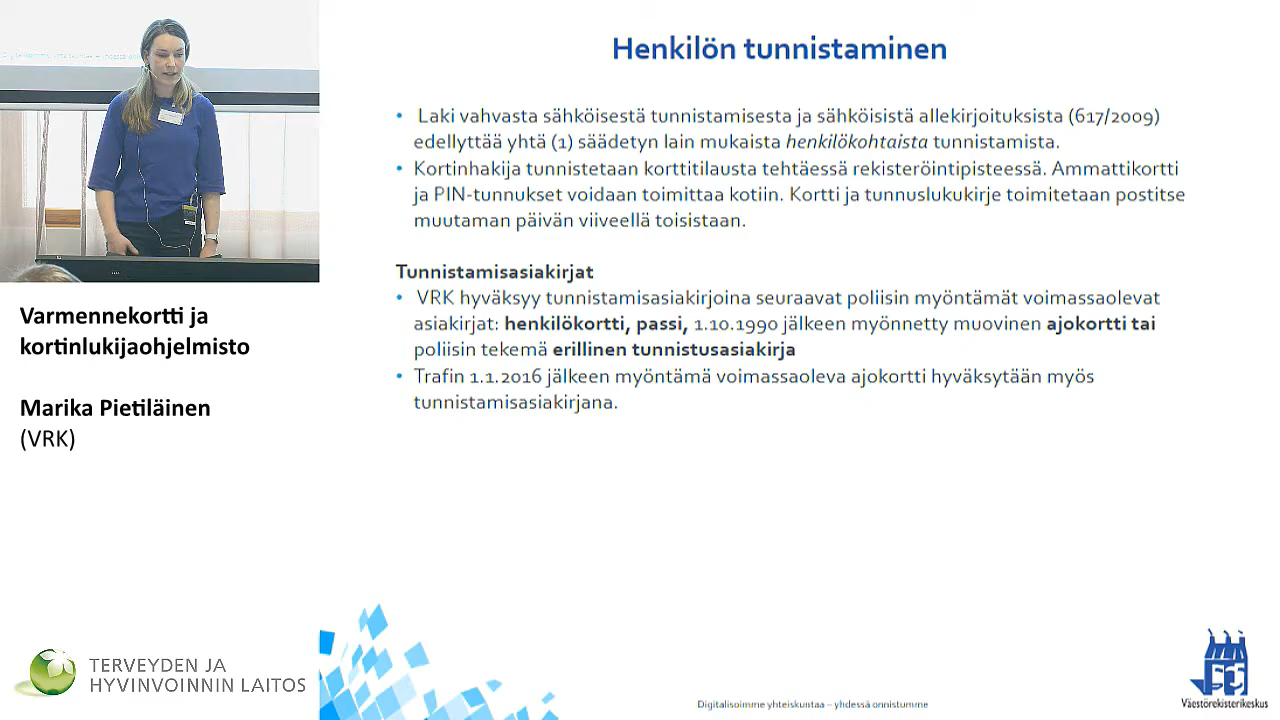 Henkilön tunnistaminen
• Laki vahvasta sähköisestä tunnistamisesta ja sähköisistä allekirjoituksista (617/2009)
edellyttää yhtä (1) säädetyn lain mukaista henkilökohtaista tunnistamista.
• Kortinhakija tunnistetaan korttitilausta tehtäessä rekisteröintipisteessä. Ammattikortti
ja PIN-tunnukset voidaan toimittaa kotiin. Kortti ja tunnuslukukirje toimitetaan postitse
muutaman päivän viiveellä toisistaan.
Tunnistamisasiakirjat
• VRK hyväksyy tunnistamisasiakirjoina seuraavat poliisin myöntämät voimassaolevat
asiakirjat: henkilökortti, passi, 1.10.1990 jälkeen myönnetty muovinen ajokortti tai
poliisin tekemä erillinen tunnistusasiakirja
• Trafin 1.1.2016 jälkeen myöntämä voimassaoleva ajokortti hyväksytään myös
tunnistamisasiakirjana.
Varmennekortti ja
kortinlukijaohjelmisto
Marika Pietiläinen
(VRK)
TERVEYDEN JA
HYVINVOINNIN LAITOS
Digitalisoimme yhteiskuntaa – yhdessä onnistumme
Väestörekisterikeskus